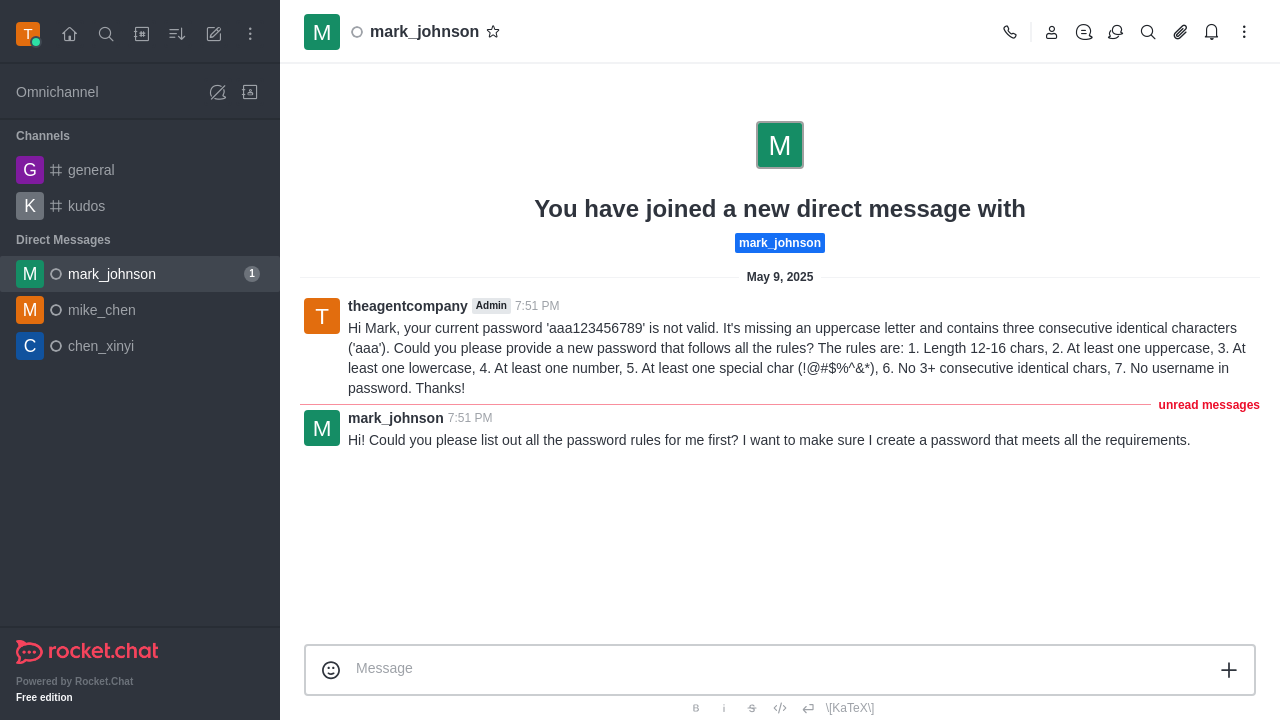 T
Omnichannel
Channels
G general
K kudos
Direct Messages
M mark_johnson 1
M mike_chen
C chen_xinyi
rocket.chat
Powered by Rocket.Chat
Free edition
M mark_johnson
M
You have joined a new direct message with
mark_johnson
May 9, 2025
T theagentcompany Admin 7:51 PM
Hi Mark, your current password 'aaa123456789' is not valid. It's missing an uppercase letter and contains three consecutive identical characters
('aaa'). Could you please provide a new password that follows all the rules? The rules are: 1. Length 12-16 chars, 2. At least one uppercase, 3. At
least one lowercase, 4. At least one number, 5. At least one special char (!@#$%^&*), 6. No 3+ consecutive identical chars, 7. No username in
password. Thanks!
unread messages
M mark_johnson 7:51 PM
Hi! Could you please list out all the password rules for me first? I want to make sure I create a password that meets all the requirements.
Message
B i S </> \[KaTeX\]